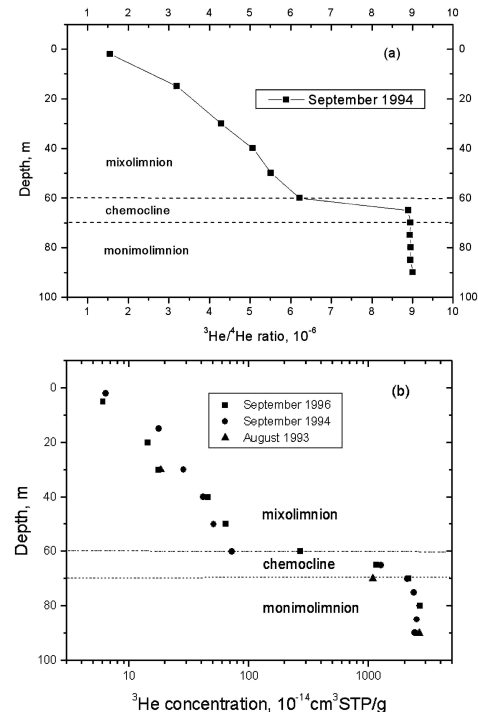 1 2 3 4 5 6 7 8 9 10
(a)
September 1994
0 0
20 20
40 40
60 60
80 80
100 100
Depth, m
mixolimnion
chemocline
monimolimnion
1 2 3 4 5 6 7 8 9 10
³He/⁴He ratio, 10⁻⁶
(b)
September 1996
September 1994
August 1993
0
20
40
60
80
100
Depth, m
mixolimnion
chemocline
monimolimnion
10 100 1000
³He concentration, 10⁻¹⁴cm³STP/g